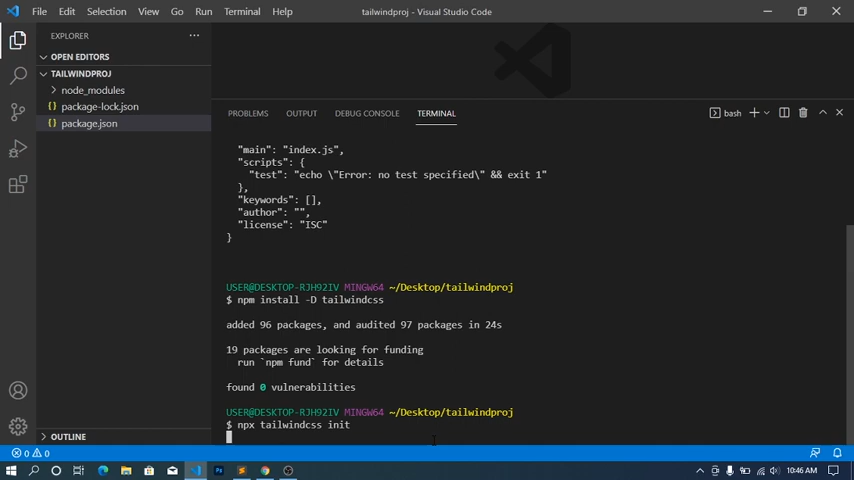 File Edit Selection View Go Run Terminal Help tailwindproj - Visual Studio Code
EXPLORER
OPEN EDITORS
TAILWINDPROJ
node_modules
package-lock.json
package.json
PROBLEMS OUTPUT DEBUG CONSOLE TERMINAL bash
"main": "index.js",
"scripts": {
"test": "echo \"Error: no test specified\" && exit 1"
},
"keywords": [],
"author": "",
"license": "ISC"
}
USER@DESKTOP-RJH92IV MINGW64 ~/Desktop/tailwindproj
$ npm install -D tailwindcss
added 96 packages, and audited 97 packages in 24s
19 packages are looking for funding
run `npm fund` for details
found 0 vulnerabilities
USER@DESKTOP-RJH92IV MINGW64 ~/Desktop/tailwindproj
$ npx tailwindcss init
OUTLINE
0 0
Ps
10:46 AM